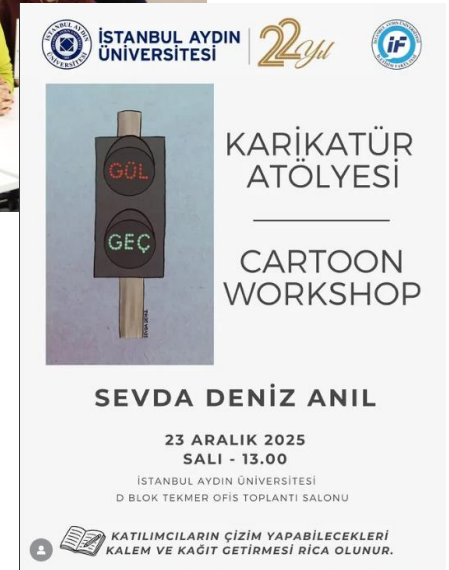 İSTANBUL AYDIN
ÜNİVERSİTESİ
22
Yıl
iF
GÜL
GEÇ
KARİKATÜR
ATÖLYESİ
CARTOON
WORKSHOP
SEVDA DENİZ ANIL
23 ARALIK 2025
SALI - 13.00
İSTANBUL AYDIN ÜNİVERSİTESİ
D BLOK TEKMER OFİS TOPLANTI SALONU
KATILIMCILARIN ÇİZİM YAPABİLECEKLERİ
KALEM VE KAĞIT GETİRMESİ RİCA OLUNUR.